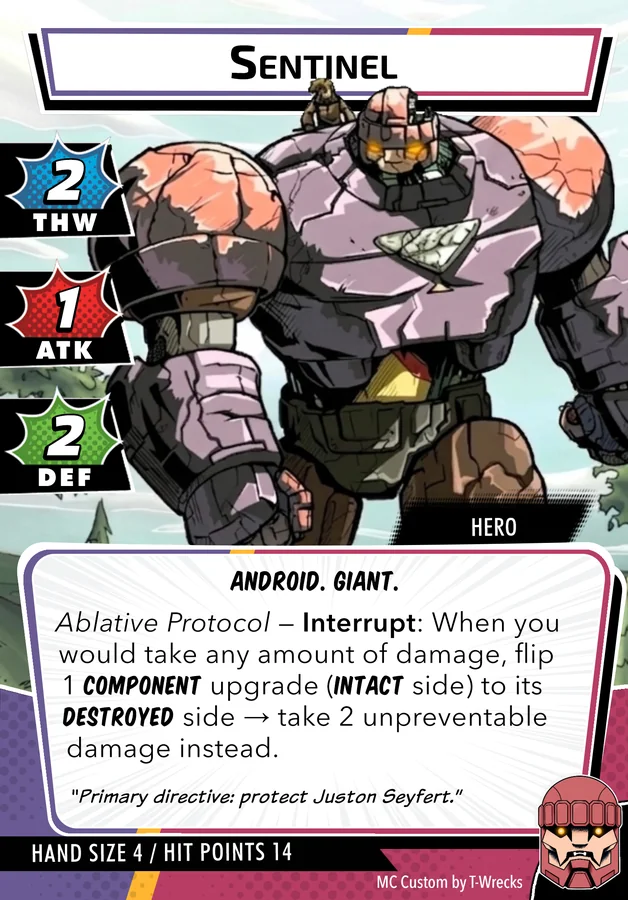 SENTINEL
2
THW
1
ATK
2
DEF
HERO
ANDROID. GIANT.
Ablative Protocol – Interrupt: When you
would take any amount of damage, flip
1 COMPONENT upgrade (INTACT side) to its
DESTROYED side → take 2 unpreventable
damage instead.
"Primary directive: protect Juston Seyfert."
HAND SIZE 4 / HIT POINTS 14
MC Custom by T-Wrecks